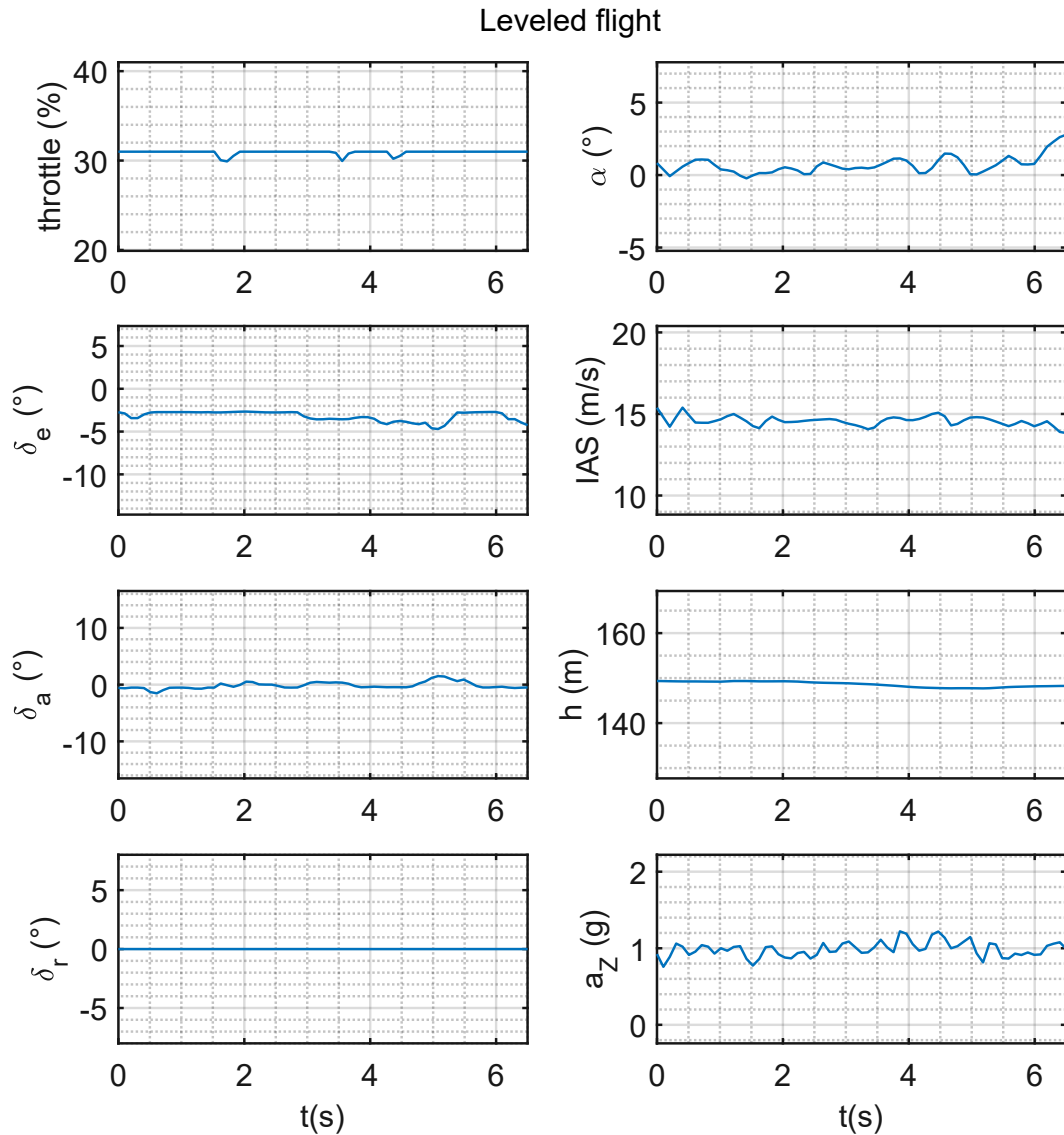 Leveled flight
throttle (%)
40
30
20
0 2 4 6
α (°)
5
0
-5
0 2 4 6
δe (°)
5
0
-5
-10
0 2 4 6
IAS (m/s)
20
15
10
0 2 4 6
δa (°)
10
0
-10
0 2 4 6
h (m)
160
140
0 2 4 6
δr (°)
5
0
-5
0 2 4 6
t(s)
aZ (g)
2
1
0
0 2 4 6
t(s)